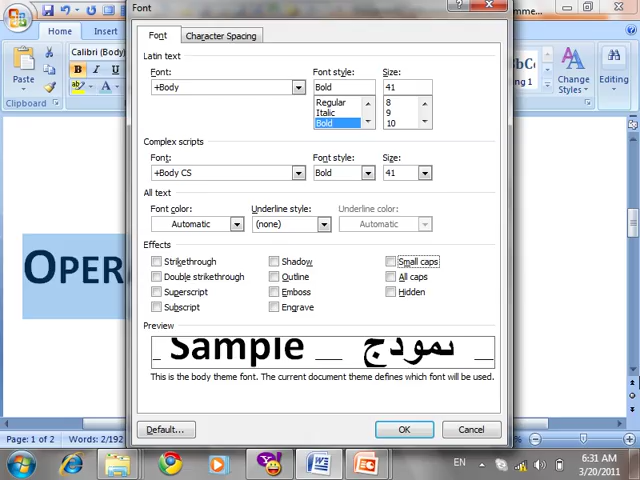 Font
Home
Font
Character Spacing
Calibri (Body)
Paste
Clipboard
Change
Styles
Editing
Latin text
Font:
Font style:
Size:
+Body
Bold
41
Regular
Italic
Bold
8
9
10
Complex scripts
Font:
Font style:
Size:
+Body CS
Bold
41
All text
Font color:
Underline style:
Underline color:
Automatic
(none)
Automatic
Effects
Strikethrough
Shadow
Small caps
Double strikethrough
Outline
All caps
Superscript
Emboss
Hidden
Subscript
Engrave
OPER
Preview
Sample نموذج
This is the body theme font. The current document theme defines which font will be used.
Default...
OK
Cancel
Page: 1 of 2
Words: 2/192
EN
6:31 AM
3/20/2011